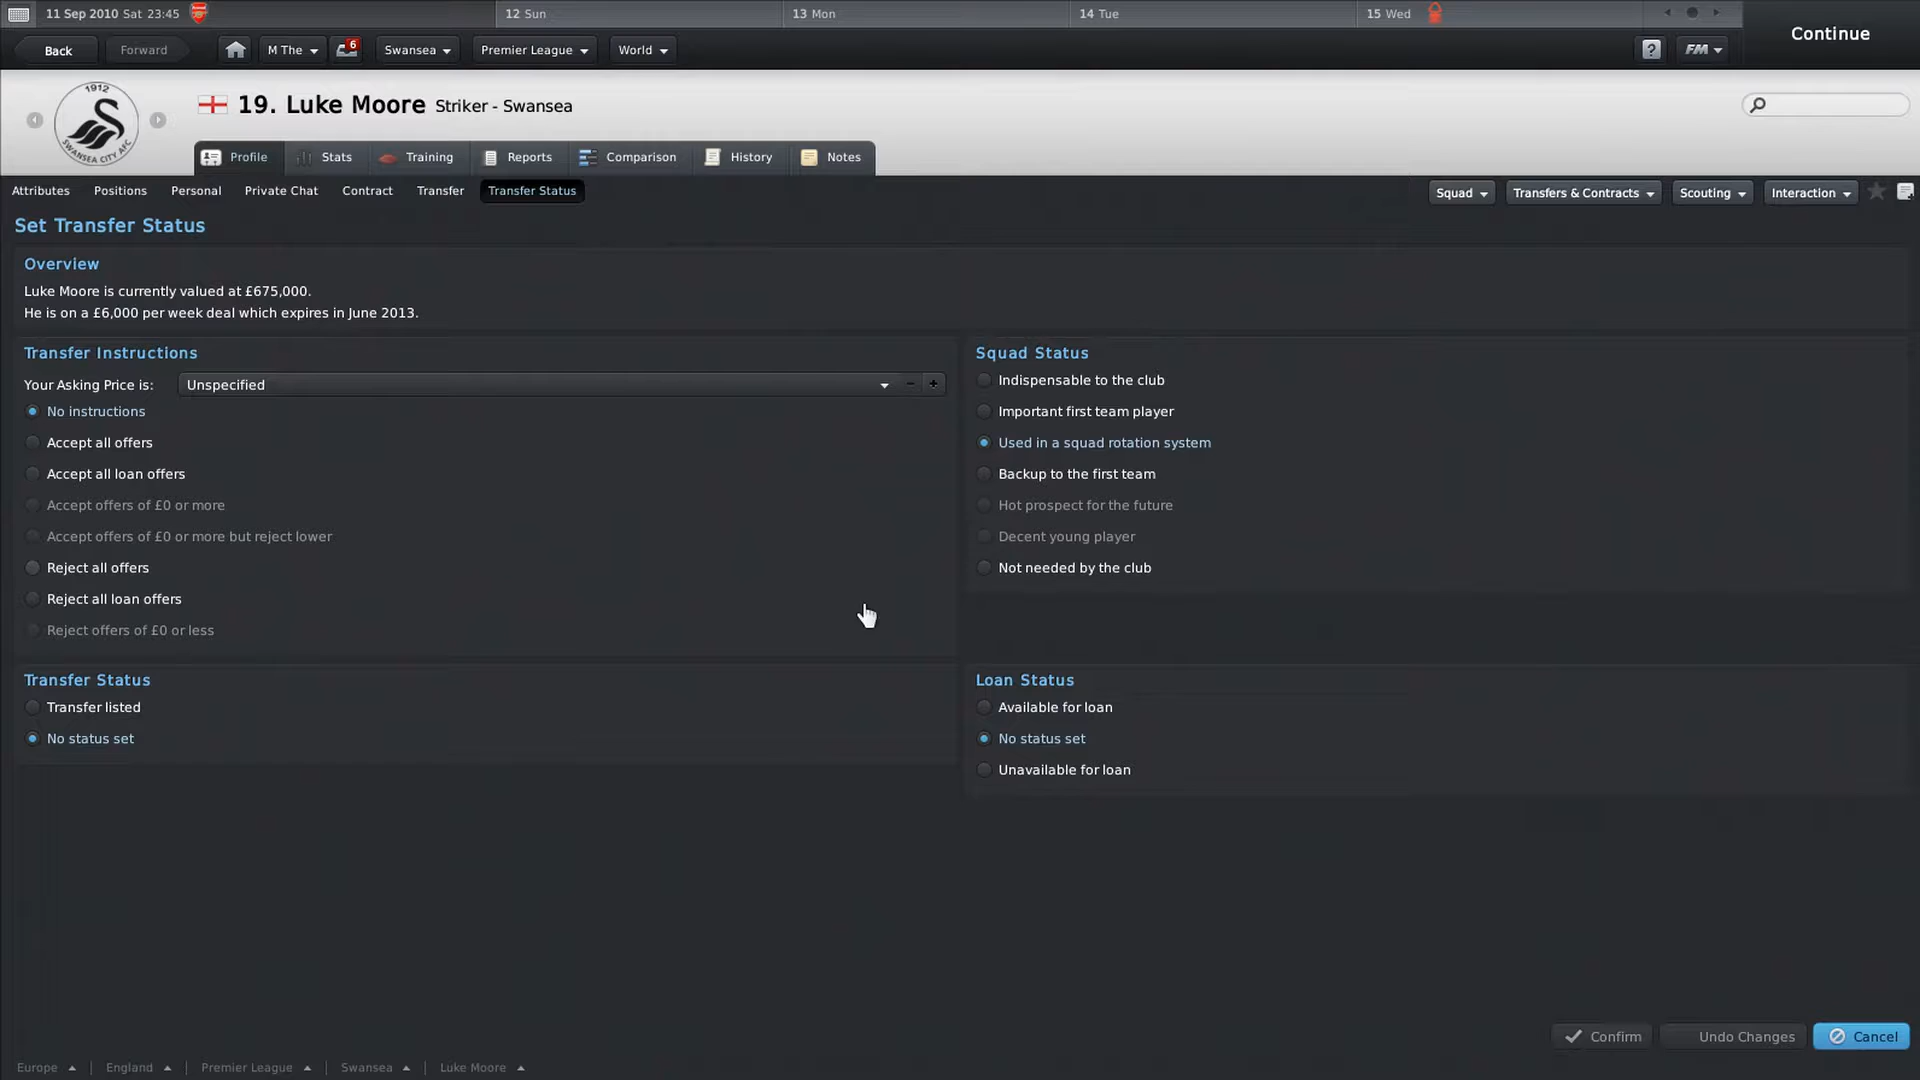 11 Sep 2010 Sat 23:45
12 Sun
13 Mon
14 Tue
15 Wed
Continue
Back
Forward
M The
6
Swansea
Premier League
World
?
FM
1912
SWANSEA CITY AFC
19. Luke Moore Striker - Swansea
Profile
Stats
Training
Reports
Comparison
History
Notes
Attributes
Positions
Personal
Private Chat
Contract
Transfer
Transfer Status
Squad
Transfers & Contracts
Scouting
Interaction
Set Transfer Status
Overview
Luke Moore is currently valued at £675,000.
He is on a £6,000 per week deal which expires in June 2013.
Transfer Instructions
Your Asking Price is: Unspecified
No instructions
Accept all offers
Accept all loan offers
Accept offers of £0 or more
Accept offers of £0 or more but reject lower
Reject all offers
Reject all loan offers
Reject offers of £0 or less
Squad Status
Indispensable to the club
Important first team player
Used in a squad rotation system
Backup to the first team
Hot prospect for the future
Decent young player
Not needed by the club
Transfer Status
Transfer listed
No status set
Loan Status
Available for loan
No status set
Unavailable for loan
Confirm
Undo Changes
Cancel
Europe
England
Premier League
Swansea
Luke Moore